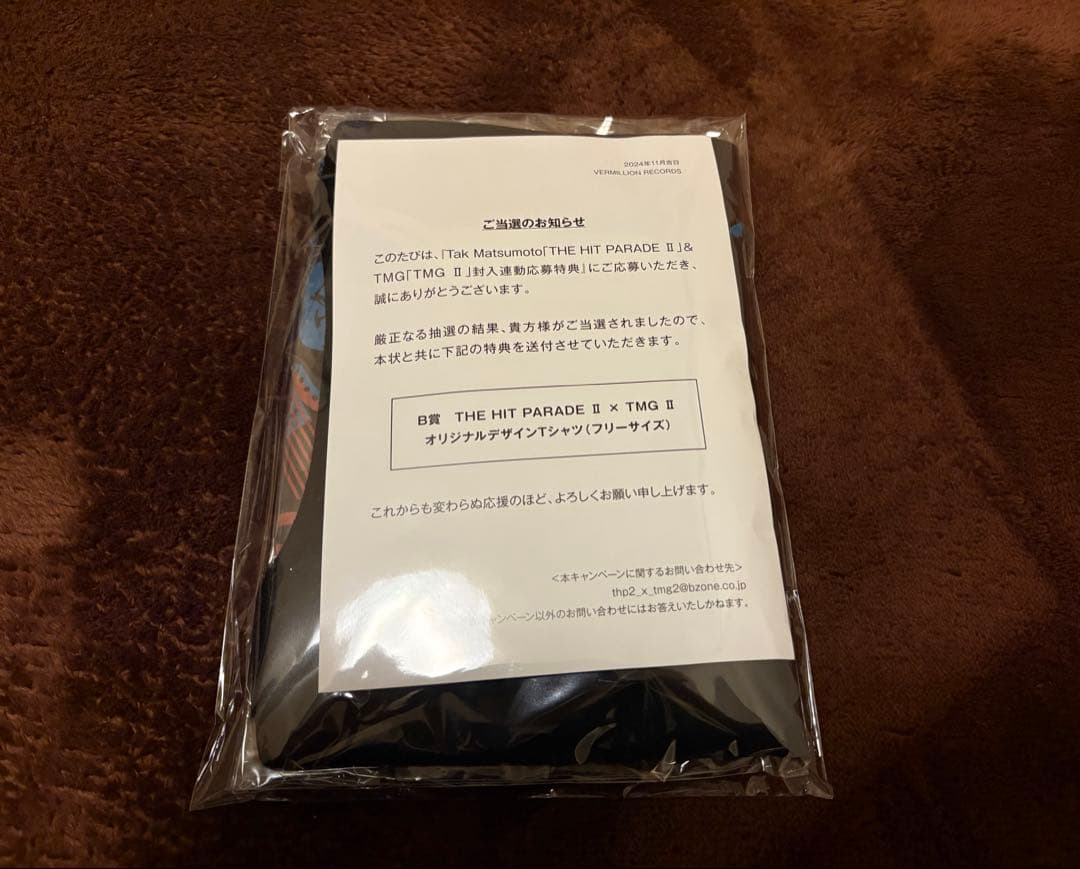 2024年11月吉日
VERMILLION RECORDS
ご当選のお知らせ
このたびは、『Tak Matsumoto「THE HIT PARADE Ⅱ」&
TMG「TMG Ⅱ」封入連動応募特典』にご応募いただき、
誠にありがとうございます。
厳正なる抽選の結果、貴方様がご当選されましたので、
本状と共に下記の特典を送付させていただきます。
B賞 THE HIT PARADE Ⅱ × TMG Ⅱ
オリジナルデザインTシャツ(フリーサイズ)
これからも変わらぬ応援のほど、よろしくお願い申し上げます。
<本キャンペーンに関するお問い合わせ先>
thp2_x_tmg2@bzone.co.jp
キャンペーン以外のお問い合わせにはお答えいたしかねます。